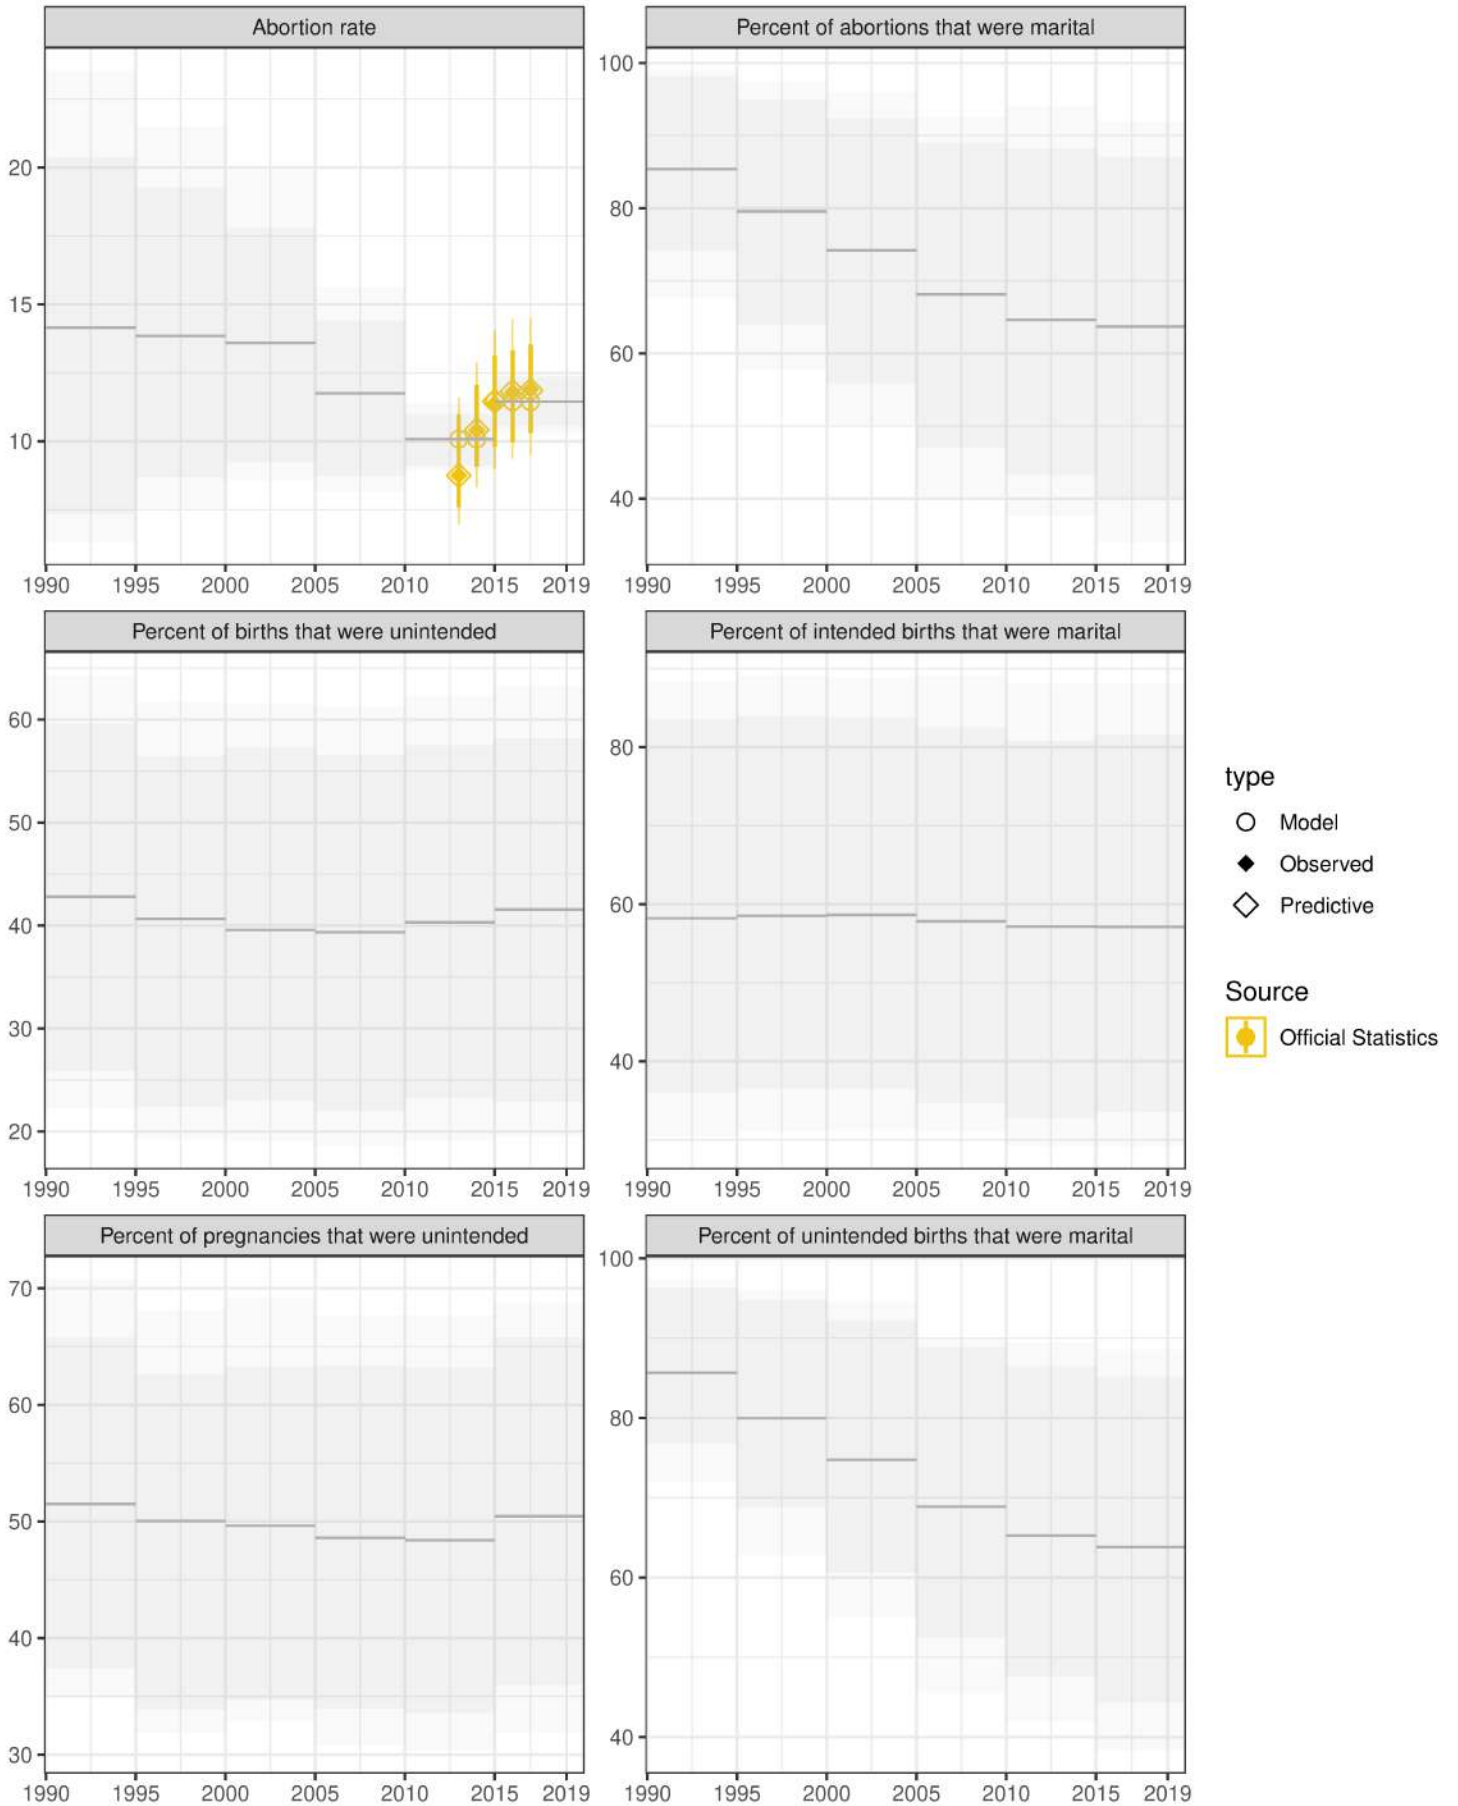 Abortion rate
20
15
10
1990 1995 2000 2005 2010 2015 2019
Percent of abortions that were marital
100
80
60
40
1990 1995 2000 2005 2010 2015 2019
Percent of births that were unintended
60
50
40
30
20
1990 1995 2000 2005 2010 2015 2019
Percent of intended births that were marital
80
60
40
1990 1995 2000 2005 2010 2015 2019
Percent of pregnancies that were unintended
70
60
50
40
30
1990 1995 2000 2005 2010 2015 2019
Percent of unintended births that were marital
100
80
60
40
1990 1995 2000 2005 2010 2015 2019
type
Model
Observed
Predictive
Source
Official Statistics